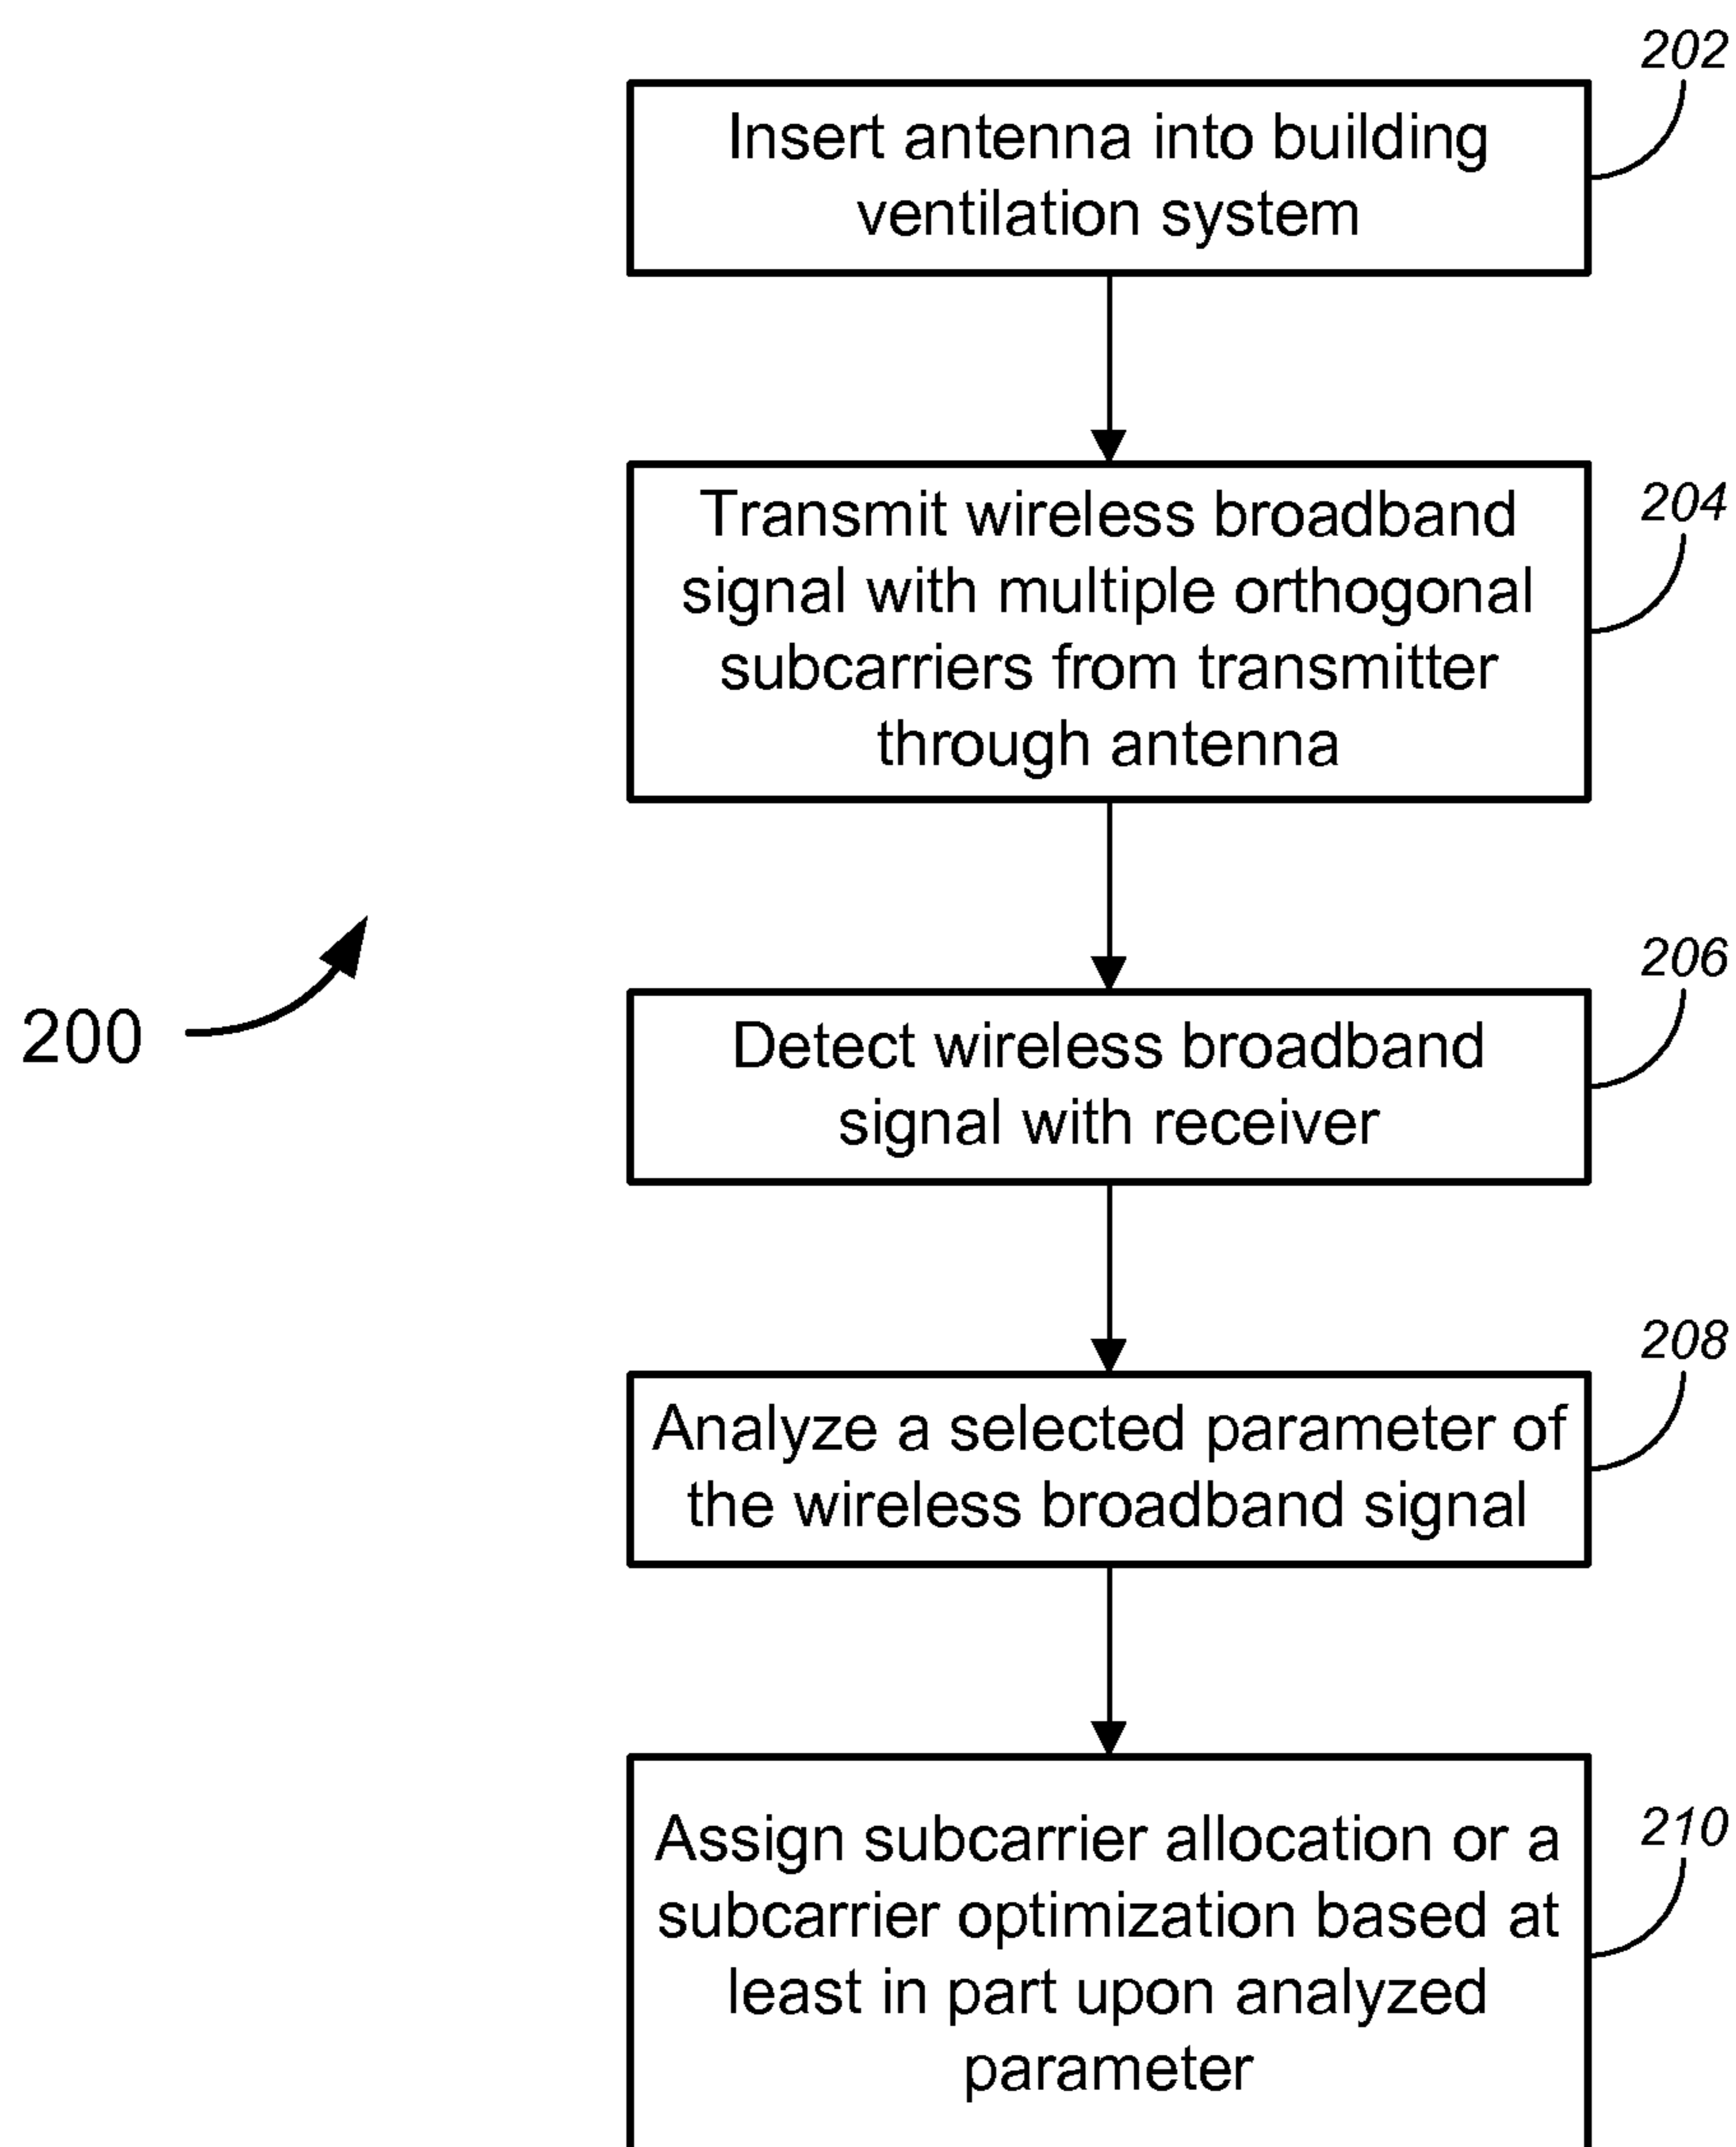 202
Insert antenna into building
ventilation system
204
Transmit wireless broadband
signal with multiple orthogonal
subcarriers from transmitter
through antenna
206
200
Detect wireless broadband
signal with receiver
208
Analyze a selected parameter of
the wireless broadband signal
210
Assign subcarrier allocation or a
subcarrier optimization based at
least in part upon analyzed
parameter